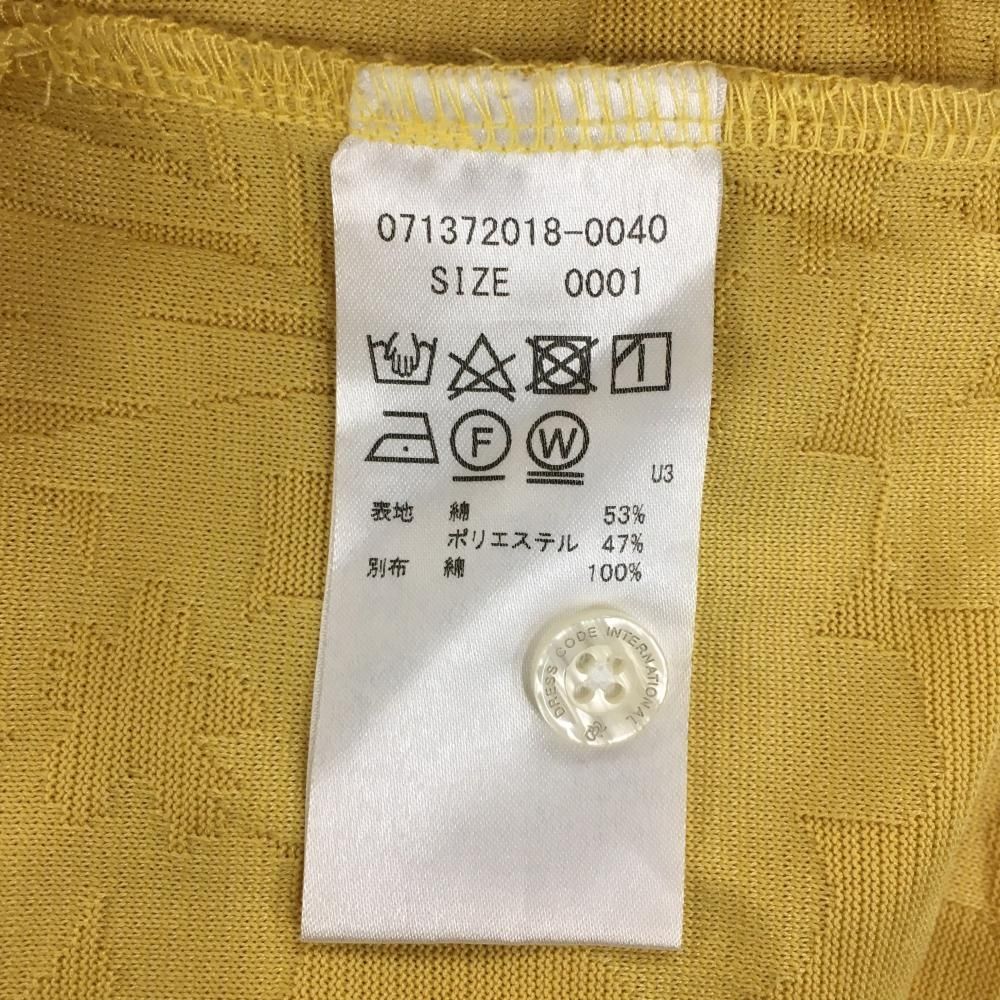 071372018-0040
SIZE 0001
F W
U3
表地 綿 53%
ポリエステル 47%
別布 綿 100%
DRESS CODE INTERNATIONAL